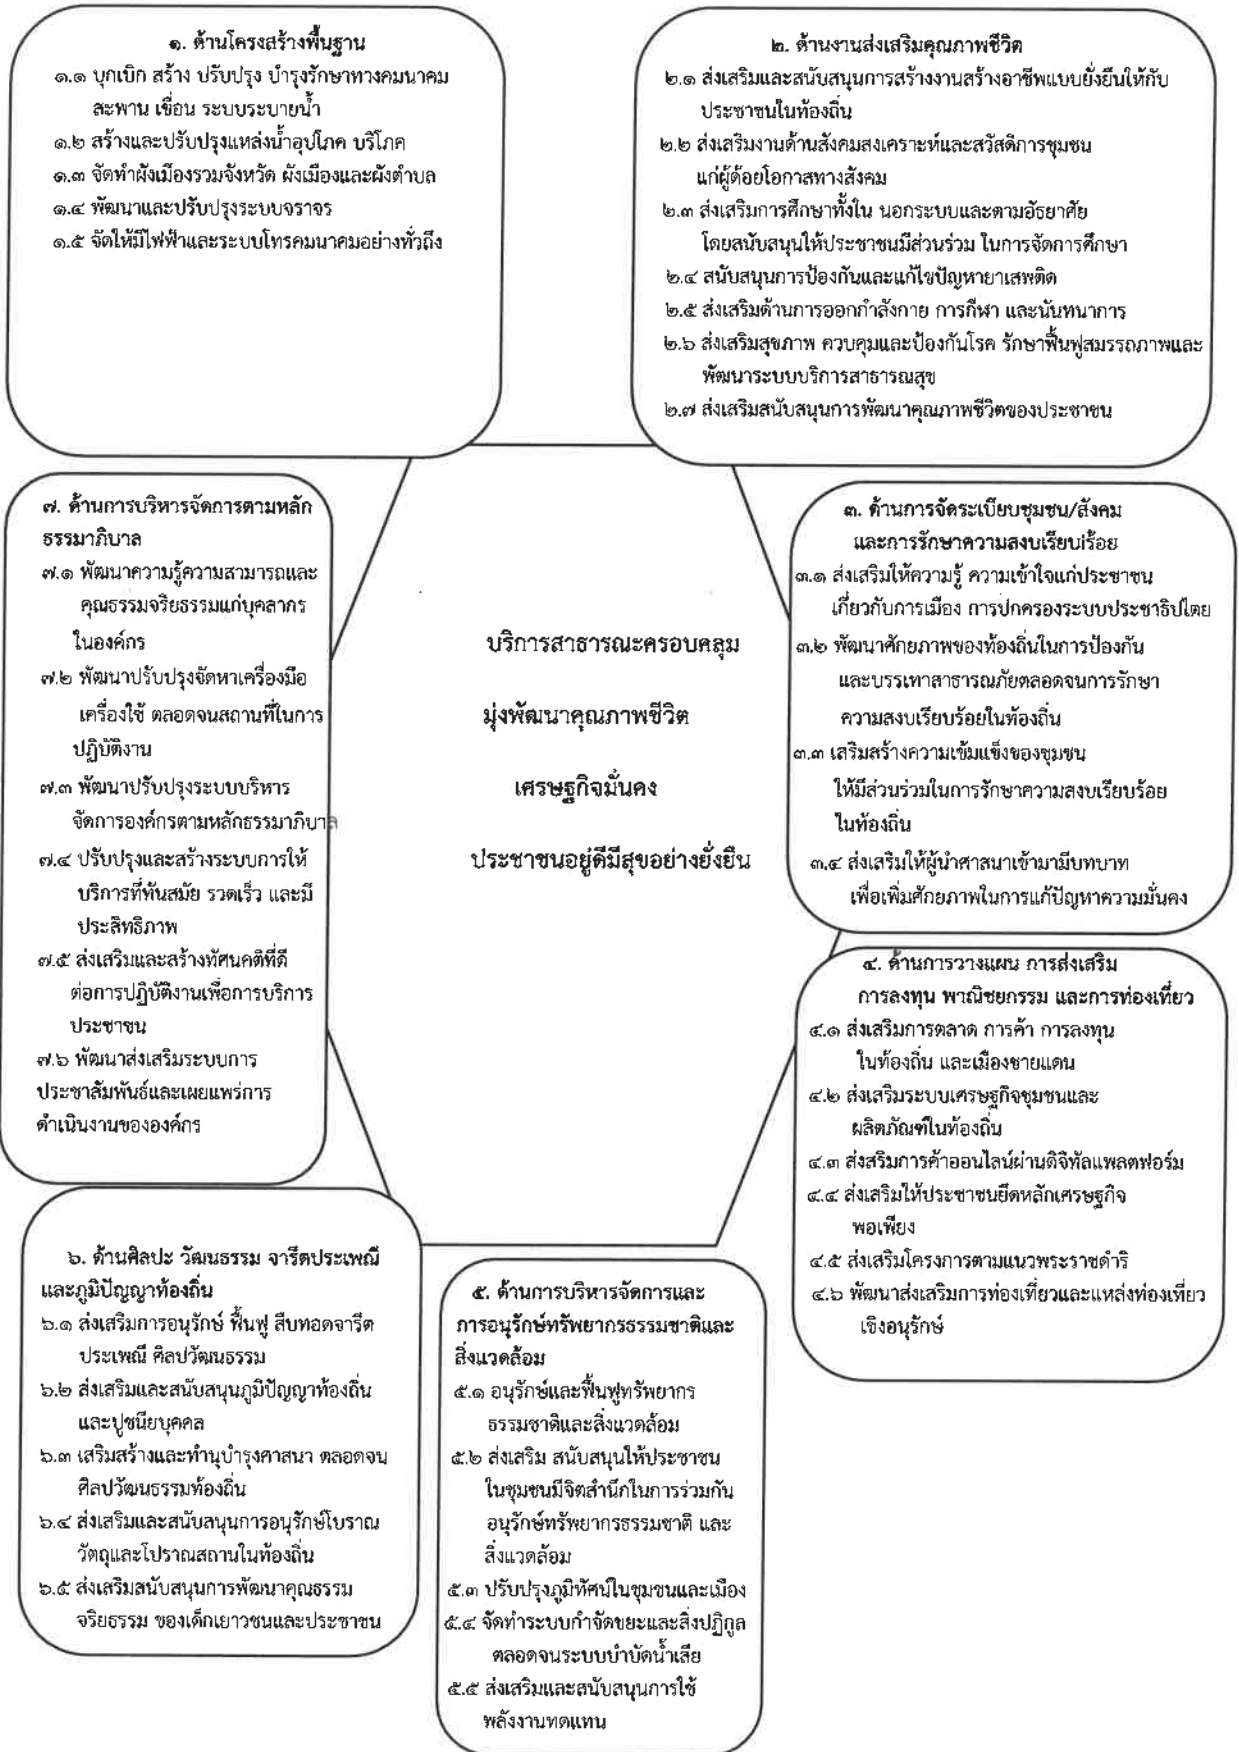 ๑. ด้านโครงสร้างพื้นฐาน
๑.๑ บุกเบิก สร้าง ปรับปรุง บำรุงรักษาทางคมนาคม
สะพาน เขื่อน ระบบระบายน้ำ
๑.๒ สร้างและปรับปรุงแหล่งน้ำอุปโภค บริโภค
๑.๓ จัดทำผังเมืองรวมจังหวัด ผังเมืองและผังตำบล
๑.๔ พัฒนาและปรับปรุงระบบจราจร
๑.๕ จัดให้มีไฟฟ้าและระบบโทรคมนาคมอย่างทั่วถึง
๒. ด้านงานส่งเสริมคุณภาพชีวิต
๒.๑ ส่งเสริมและสนับสนุนการสร้างงานสร้างอาชีพแบบยั่งยืนให้กับ
ประชาชนในท้องถิ่น
๒.๒ ส่งเสริมงานด้านสังคมสงเคราะห์และสวัสดิการชุมชน
แก่ผู้ด้อยโอกาสทางสังคม
๒.๓ ส่งเสริมการศึกษาทั้งใน นอกระบบและตามอัธยาศัย
โดยสนับสนุนให้ประชาชนมีส่วนร่วม ในการจัดการศึกษา
๒.๔ สนับสนุนการป้องกันและแก้ไขปัญหายาเสพติด
๒.๕ ส่งเสริมด้านการออกกำลังกาย การกีฬา และนันทนาการ
๒.๖ ส่งเสริมสุขภาพ ควบคุมและป้องกันโรค รักษาฟื้นฟูสมรรถภาพและ
พัฒนาระบบบริการสาธารณสุข
๒.๗ ส่งเสริมสนับสนุนการพัฒนาคุณภาพชีวิตของประชาชน
๗. ด้านการบริหารจัดการตามหลัก
ธรรมาภิบาล
๗.๑ พัฒนาความรู้ความสามารถและ
คุณธรรมจริยธรรมแก่บุคลากร
ในองค์กร
๗.๒ พัฒนาปรับปรุงจัดหาเครื่องมือ
เครื่องใช้ ตลอดจนสถานที่ในการ
ปฏิบัติงาน
๗.๓ พัฒนาปรับปรุงระบบบริหาร
จัดการองค์กรตามหลักธรรมาภิบาล
๗.๔ ปรับปรุงและสร้างระบบการให้
บริการที่ทันสมัย รวดเร็ว และมี
ประสิทธิภาพ
๗.๕ ส่งเสริมและสร้างทัศนคติที่ดี
ต่อการปฏิบัติงานเพื่อการบริการ
ประชาชน
๗.๖ พัฒนาส่งเสริมระบบการ
ประชาสัมพันธ์และเผยแพร่การ
ดำเนินงานขององค์กร
บริการสาธารณะครอบคลุม
มุ่งพัฒนาคุณภาพชีวิต
เศรษฐกิจมั่นคง
ประชาชนอยู่ดีมีสุขอย่างยั่งยืน
๓. ด้านการจัดระเบียบชุมชน/สังคม
และการรักษาความสงบเรียบเร้อย
๓.๑ ส่งเสริมให้ความรู้ ความเข้าใจแก่ประชาชน
เกี่ยวกับการเมือง การปกครองระบบประชาธิปไตย
๓.๒ พัฒนาศักยภาพของท้องถิ่นในการป้องกัน
และบรรเทาสาธารณภัยตลอดจนการรักษา
ความสงบเรียบร้อยในท้องถิ่น
๓.๓ เสริมสร้างความเข้มแข็งของชุมชน
ให้มีส่วนร่วมในการรักษาความสงบเรียบร้อย
ในท้องถิ่น
๓.๔ ส่งเสริมให้ผู้นำศาสนาเข้ามามีบทบาท
เพื่อเพิ่มศักยภาพในการแก้ปัญหาความมั่นคง
๔. ด้านการวางแผน การส่งเสริม
การลงทุน พาณิชยกรรม และการท่องเที่ยว
๔.๑ ส่งเสริมการตลาด การค้า การลงทุน
ในท้องถิ่น และเมืองชายแดน
๔.๒ ส่งเสริมระบบเศรษฐกิจชุมชนและ
ผลิตภัณฑ์ในท้องถิ่น
๔.๓ ส่งสริมการค้าออนไลน์ผ่านดิจิทัลแพลตฟอร์ม
๔.๔ ส่งเสริมให้ประชาชนยึดหลักเศรษฐกิจ
พอเพียง
๔.๕ ส่งเสริมโครงการตามแนวพระราชดำริ
๔.๖ พัฒนาส่งเสริมการท่องเที่ยวและแหล่งท่องเที่ยว
เชิงอนุรักษ์
๖. ด้านศิลปะ วัฒนธรรม จารีตประเพณี
และภูมิปัญญาท้องถิ่น
๖.๑ ส่งเสริมการอนุรักษ์ ฟื้นฟู สืบทอดจารีต
ประเพณี ศิลปวัฒนธรรม
๖.๒ ส่งเสริมและสนับสนุนภูมิปัญญาท้องถิ่น
และปูชนียบุคคล
๖.๓ เสริมสร้างและทำนุบำรุงศาสนา ตลอดจน
ศิลปวัฒนธรรมท้องถิ่น
๖.๔ ส่งเสริมและสนับสนุนการอนุรักษ์โบราณ
วัตถุและโบราณสถานในท้องถิ่น
๖.๕ ส่งเสริมสนับสนุนการพัฒนาคุณธรรม
จริยธรรม ของเด็กเยาวชนและประชาชน
๕. ด้านการบริหารจัดการและ
การอนุรักษ์ทรัพยากรธรรมชาติและ
สิ่งแวดล้อม
๕.๑ อนุรักษ์และฟื้นฟูทรัพยากร
ธรรมชาติและสิ่งแวดล้อม
๕.๒ ส่งเสริม สนับสนุนให้ประชาชน
ในชุมชนมีจิตสำนึกในการร่วมกัน
อนุรักษ์ทรัพยากรธรรมชาติ และ
สิ่งแวดล้อม
๕.๓ ปรับปรุงภูมิทัศน์ในชุมชนและเมือง
๕.๔ จัดทำระบบกำจัดขยะและสิ่งปฏิกูล
ตลอดจนระบบบำบัดน้ำเสีย
๕.๕ ส่งเสริมและสนับสนุนการใช้
พลังงานทดแทน